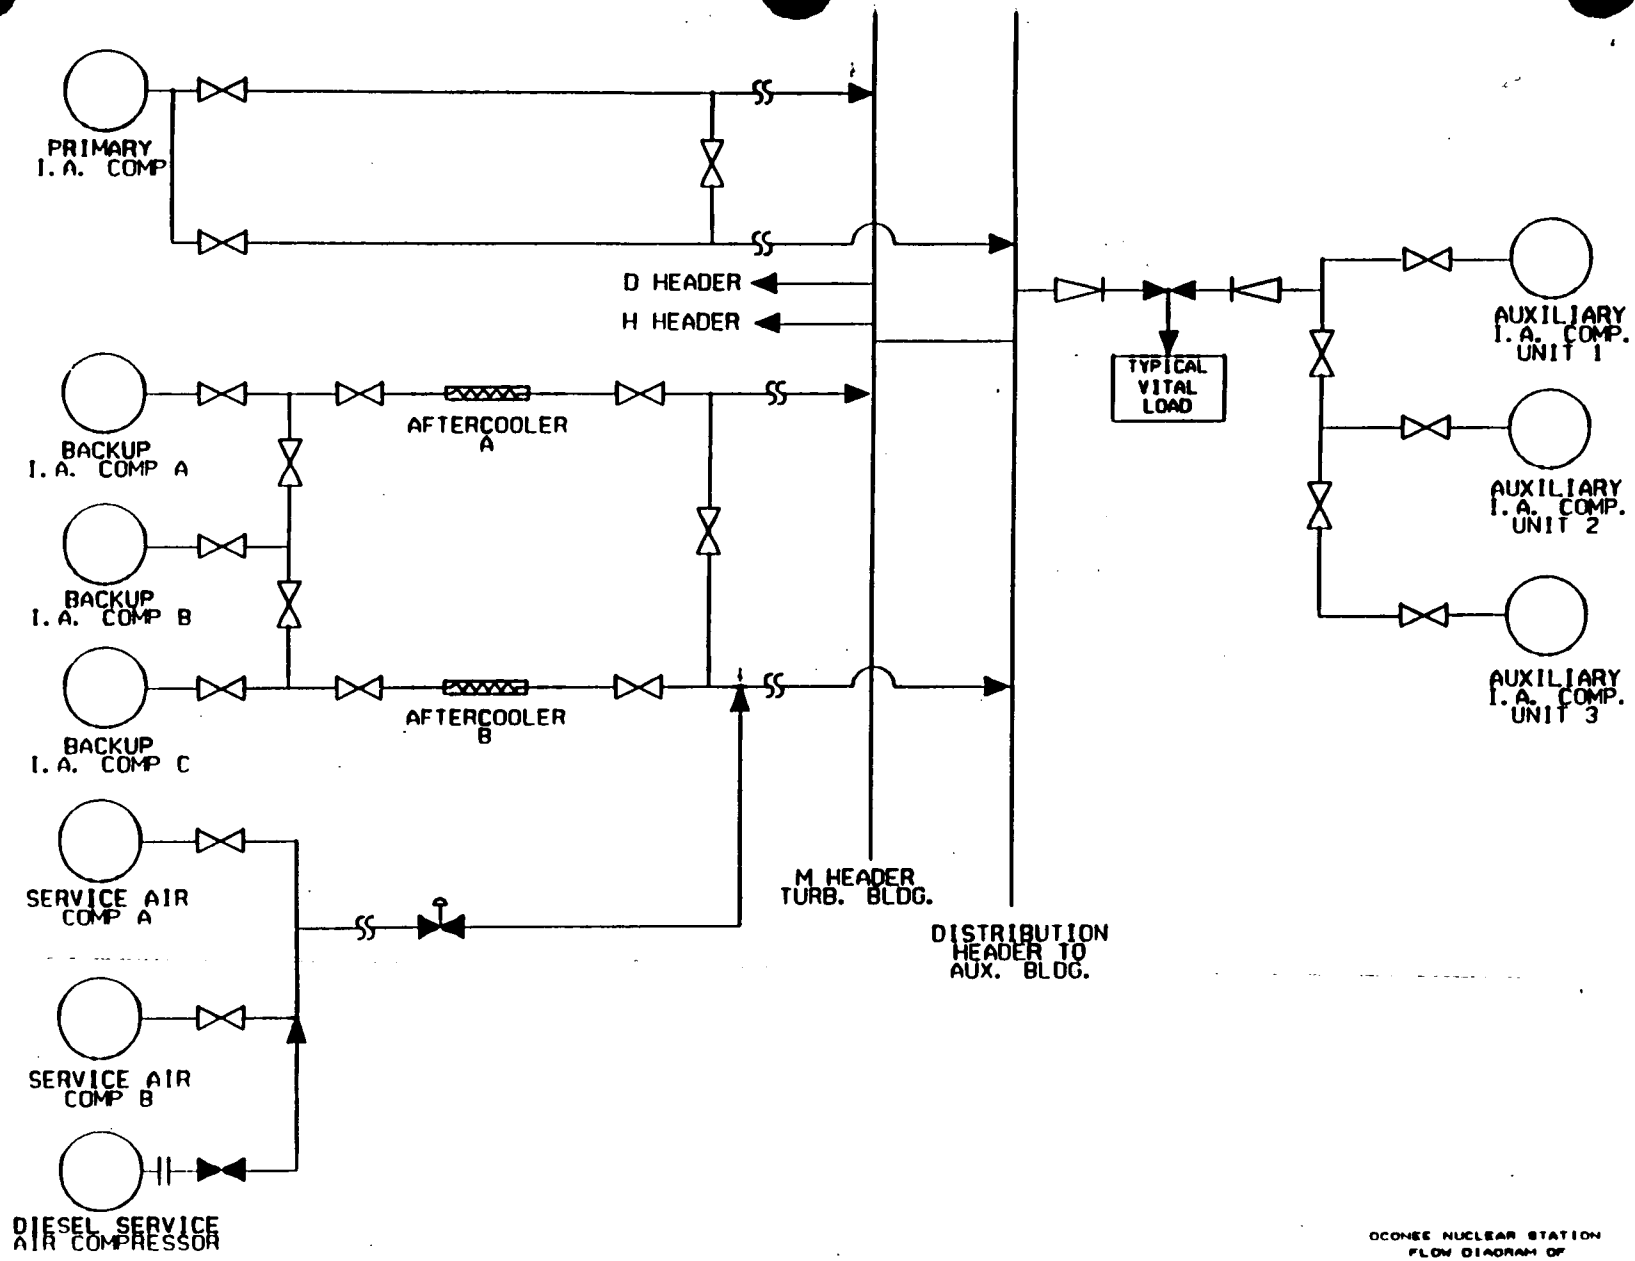 PRIMARY
I.A. COMP
D HEADER
H HEADER
BACKUP
I.A. COMP A
AFTERCOOLER
A
BACKUP
I.A. COMP B
BACKUP
I.A. COMP C
AFTERCOOLER
B
SERVICE AIR
COMP A
SERVICE AIR
COMP B
DIESEL SERVICE
AIR COMPRESSOR
M HEADER
TURB. BLDG.
DISTRIBUTION
HEADER TO
AUX. BLDG.
TYPICAL
VITAL
LOAD
AUXILIARY
I.A. COMP.
UNIT 1
AUXILIARY
I.A. COMP.
UNIT 2
AUXILIARY
I.A. COMP.
UNIT 3
OCONEE NUCLEAR STATION
FLOW DIAGRAM OF